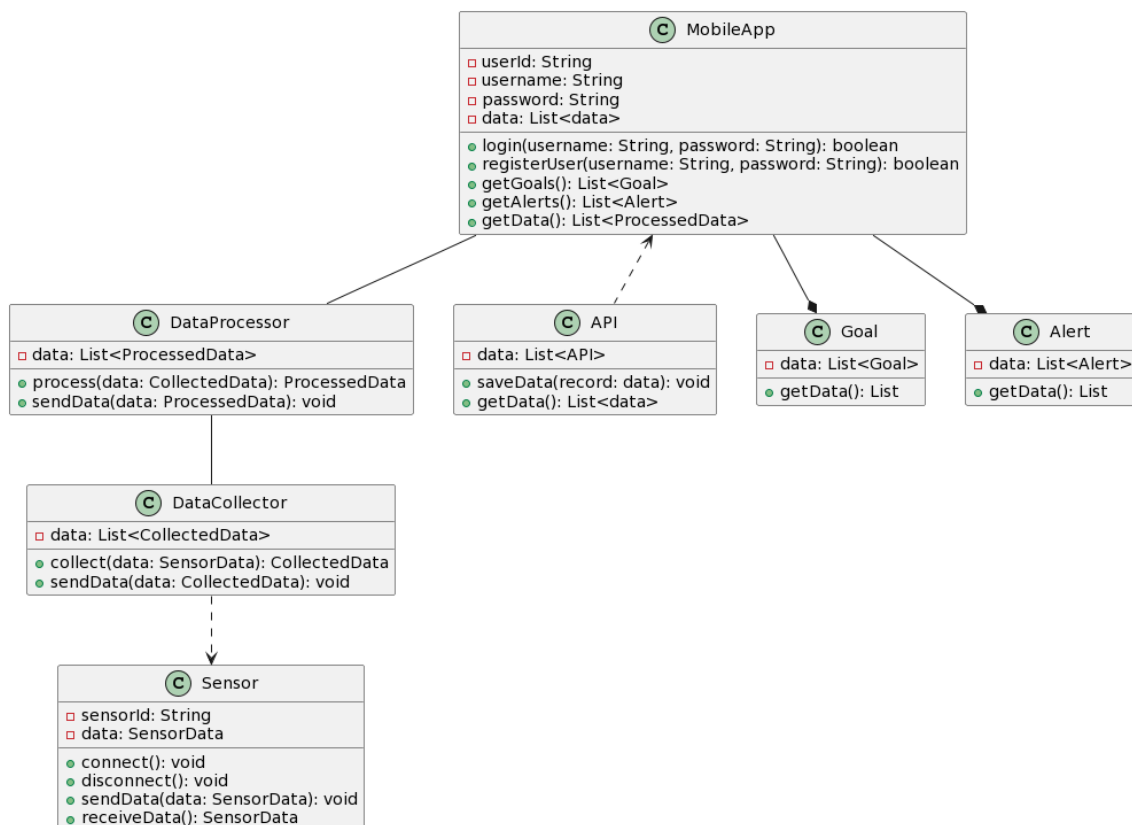 C MobileApp
userId: String
username: String
password: String
data: List<data>
login(username: String, password: String): boolean
registerUser(username: String, password: String): boolean
getGoals(): List<Goal>
getAlerts(): List<Alert>
getData(): List<ProcessedData>
C DataProcessor
data: List<ProcessedData>
process(data: CollectedData): ProcessedData
sendData(data: ProcessedData): void
C API
data: List<API>
saveData(record: data): void
getData(): List<data>
C Goal
data: List<Goal>
getData(): List
C Alert
data: List<Alert>
getData(): List
C DataCollector
data: List<CollectedData>
collect(data: SensorData): CollectedData
sendData(data: CollectedData): void
C Sensor
sensorId: String
data: SensorData
connect(): void
disconnect(): void
sendData(data: SensorData): void
receiveData(): SensorData